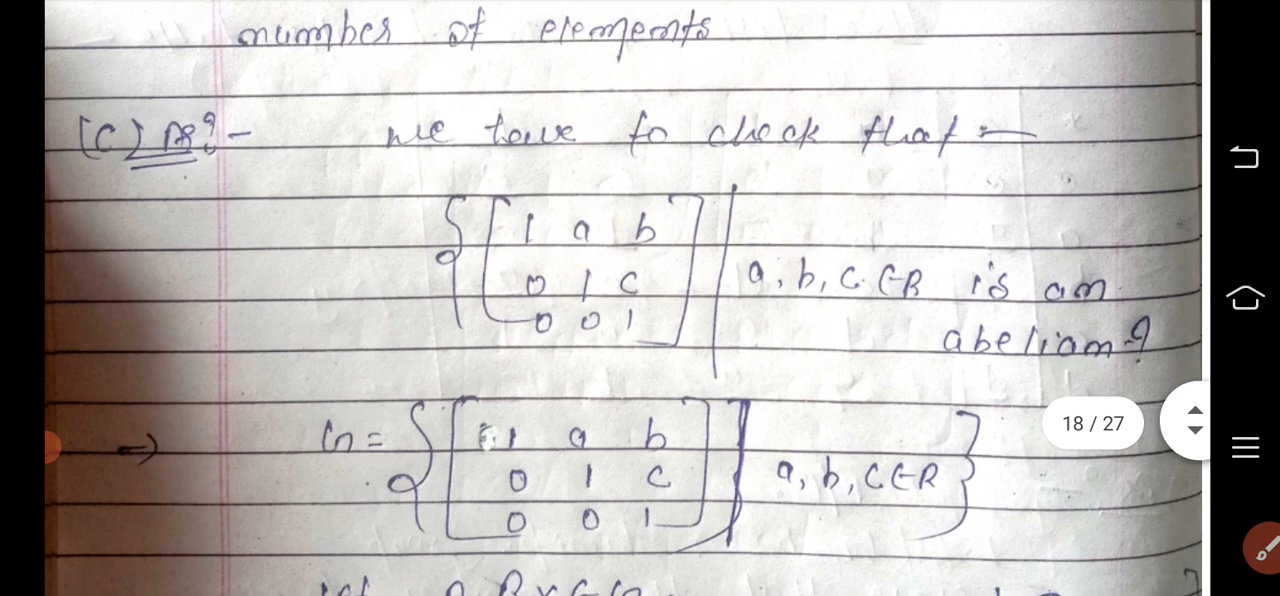 number of elements
[C] As:- we have to check that :-
{ [ 1 a b
0 1 c
0 0 1 ] | a, b, c ∈ R is an
abelian?
⇒ G = { [ 1 a b
0 1 c
0 0 1 ] | a, b, c ∈ R }
18 / 27